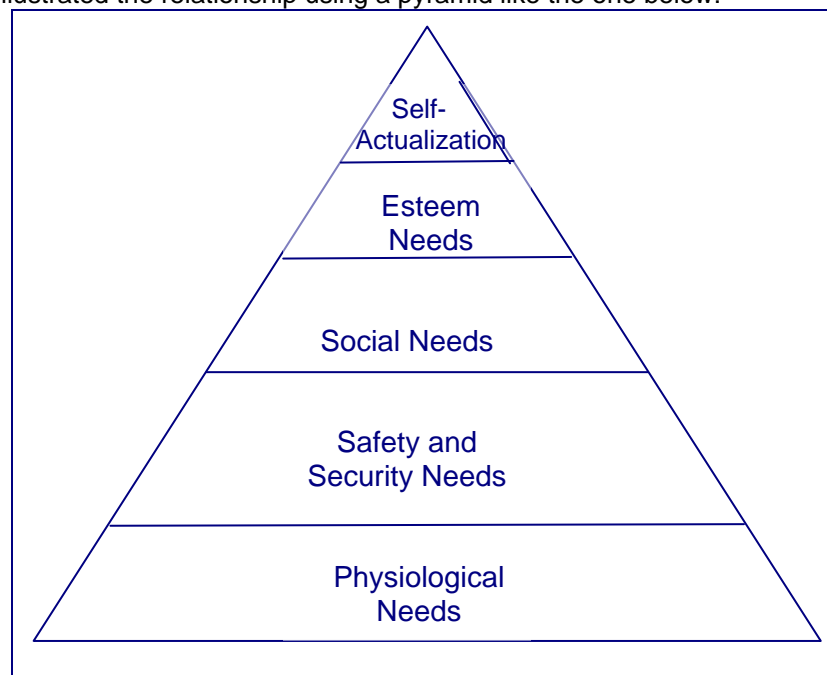 illustrated the relationship using a pyramid like the one below.
Self-
Actualization
Esteem
Needs
Social Needs
Safety and
Security Needs
Physiological
Needs